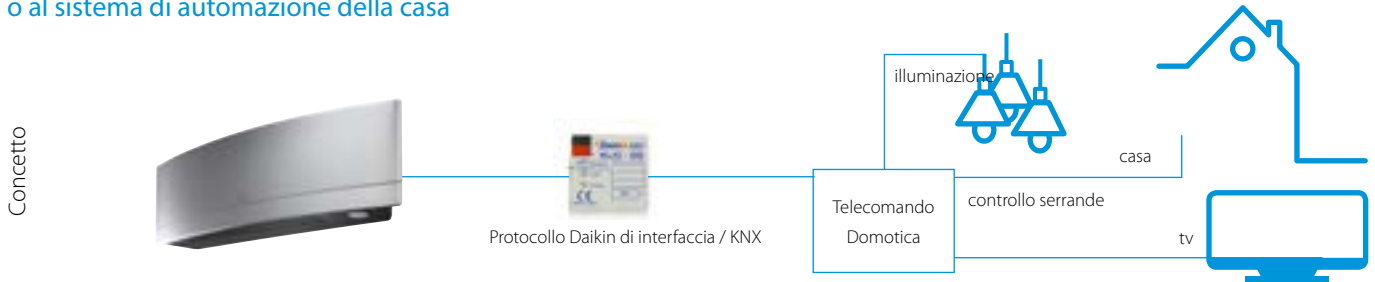 o al sistema di automazione della casa
Concetto
illuminazione
casa
Telecomando
Domotica
controllo serrande
Protocollo Daikin di interfaccia / KNX
tv